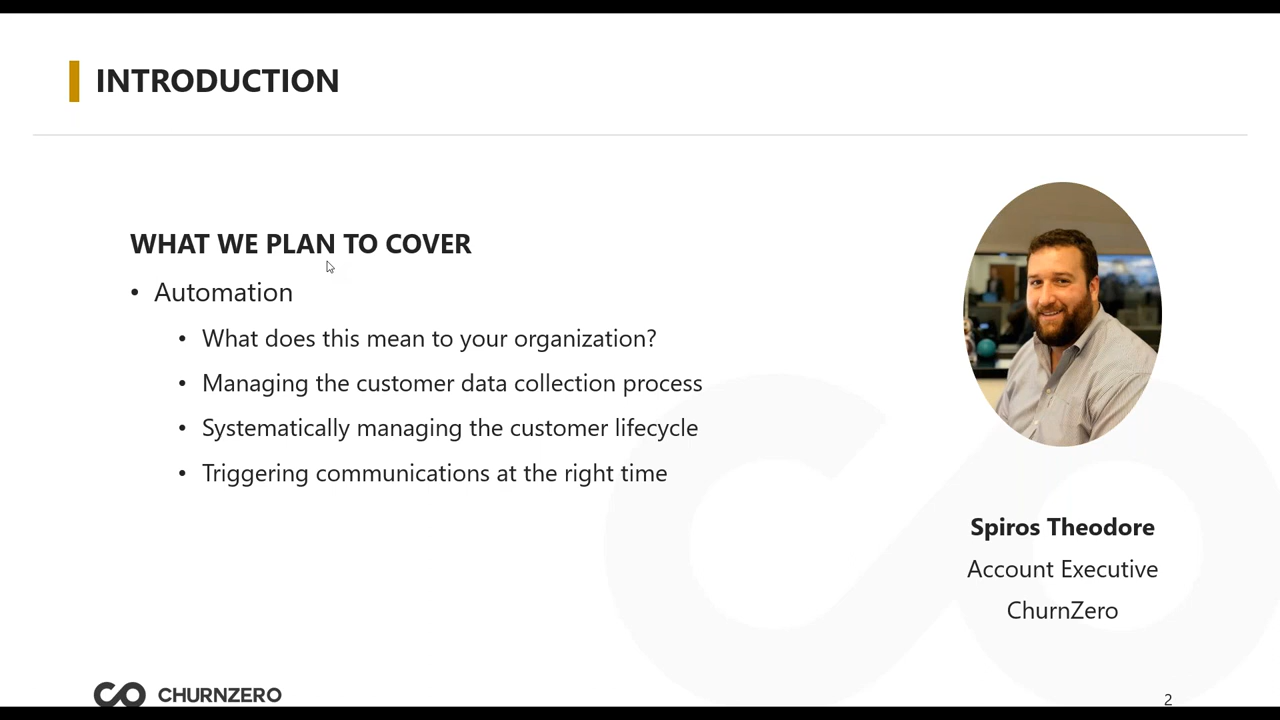 INTRODUCTION
WHAT WE PLAN TO COVER
• Automation
• What does this mean to your organization?
• Managing the customer data collection process
• Systematically managing the customer lifecycle
• Triggering communications at the right time
Spiros Theodore
Account Executive
ChurnZero
CHURNZERO
2